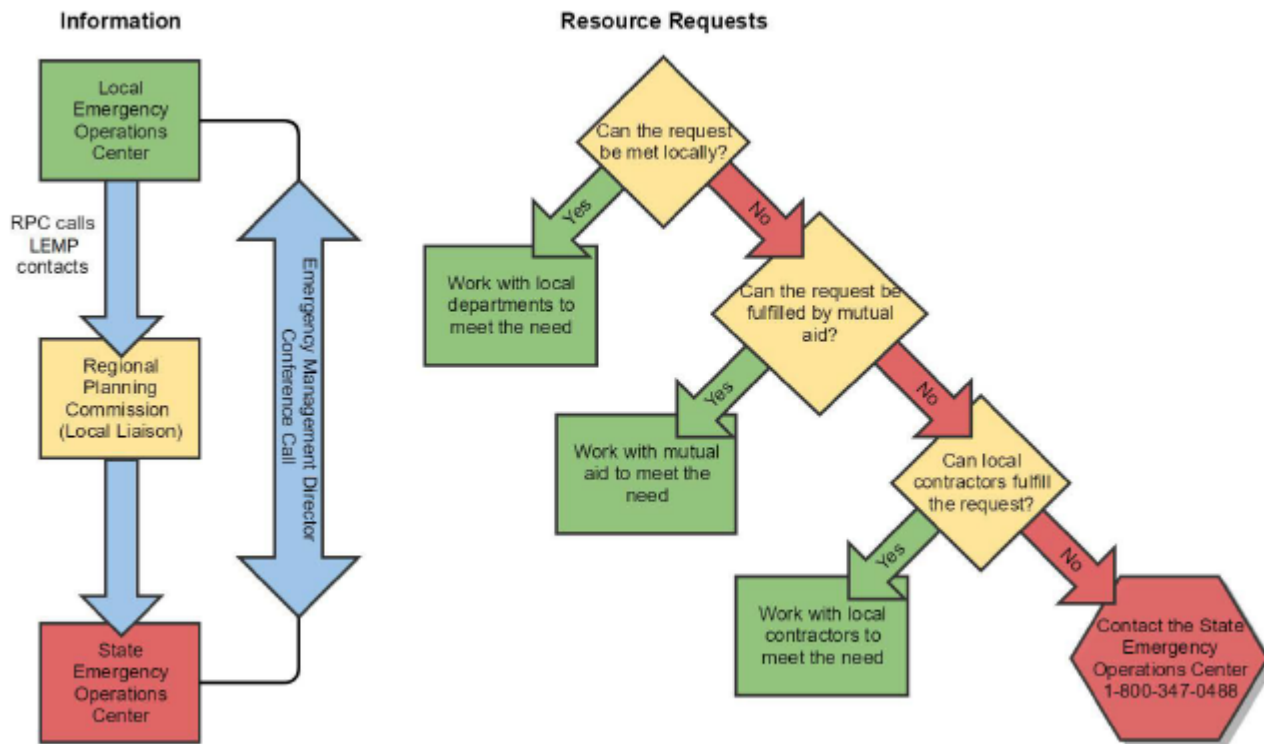 Information
Local
Emergency
Operations
Center
RPC calls
LEMP
contacts
Regional
Planning
Commission
(Local Liaison)
State
Emergency
Operations
Center
Emergency Management Director
Conference Call
Resource Requests
Can the request
be met locally?
Yes
No
Work with local
departments to
meet the need
Can the request be
fulfilled by mutual
aid?
Yes
No
Work with mutual
aid to meet the
need
Can local
contractors fulfill
the request?
Yes
No
Work with local
contractors to
meet the need
Contact the State
Emergency
Operations Center
1-800-347-0488